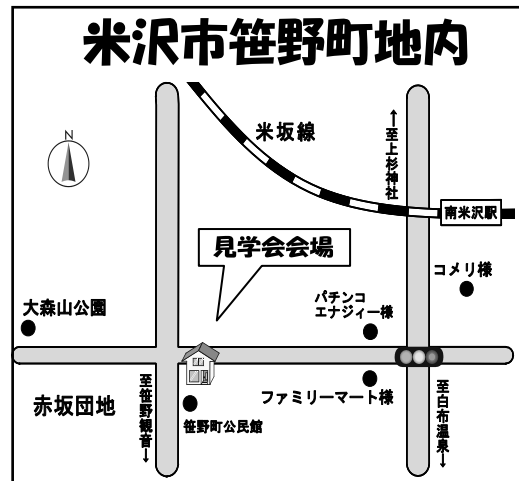 米沢市笹野町地内
N
米坂線
←至上杉神社
南米沢駅
見学会会場
コメリ様
大森山公園
パチンコ
エナジィー様
赤坂団地
至笹野観音→
笹野町公民館
ファミリーマート様
至白布温泉→